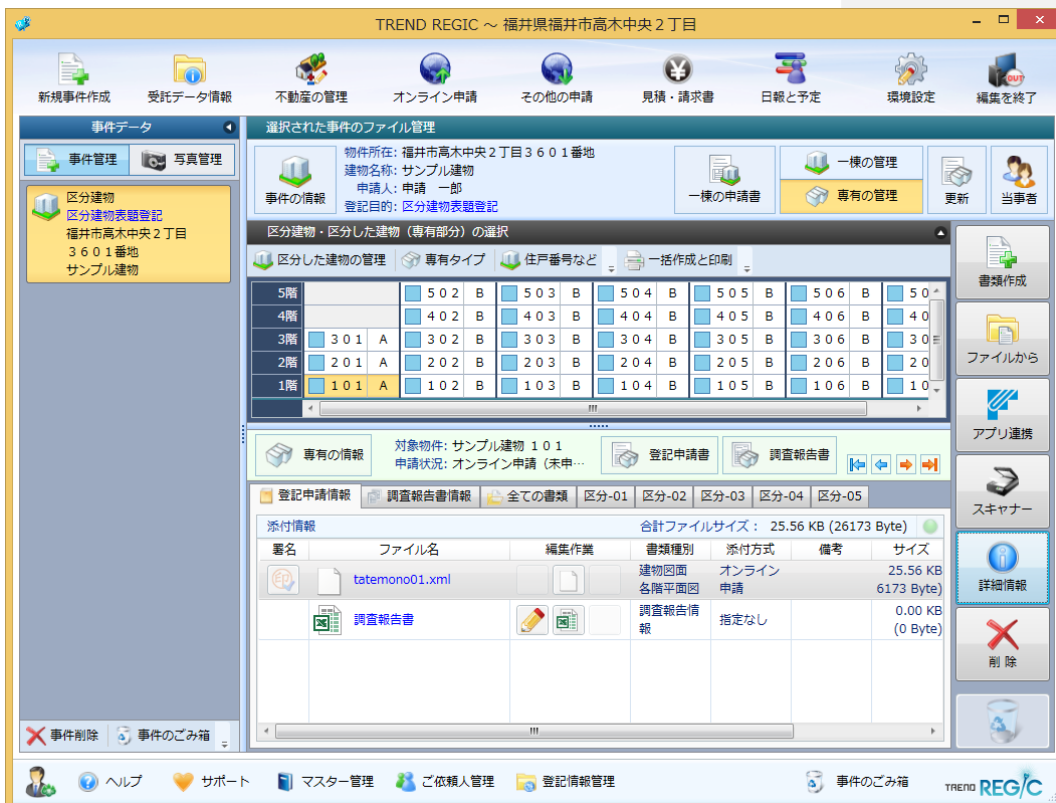 TREND REGIC ～ 福井県福井市高木中央２丁目
新規事件作成 受託データ情報 不動産の管理 オンライン申請 その他の申請 見積・請求書 日報と予定 環境設定 OUT 編集を終了
事件データ
事件管理 写真管理
区分建物
区分建物表題登記
福井市高木中央２丁目
３６０１番地
サンプル建物
選択された事件のファイル管理
事件の情報
物件所在: 福井市高木中央２丁目３６０１番地
建物名称: サンプル建物
申請人: 申請　一郎
登記目的: 区分建物表題登記
一棟の申請書
一棟の管理
専有の管理
更新
当事者
区分建物・区分した建物（専有部分）の選択
区分した建物の管理 専有タイプ 住戸番号など 一括作成と印刷
5階 ５０２ B ５０３ B ５０４ B ５０５ B ５０６ B ５０
4階 ４０２ B ４０３ B ４０４ B ４０５ B ４０６ B ４０
3階 ３０１ A ３０２ B ３０３ B ３０４ B ３０５ B ３０６ B ３０
2階 ２０１ A ２０２ B ２０３ B ２０４ B ２０５ B ２０６ B ２０
1階 １０１ A １０２ B １０３ B １０４ B １０５ B １０６ B １０
専有の情報
対象物件: サンプル建物 １０１
申請状況: オンライン申請（未申…
登記申請書
調査報告書
登記申請情報 調査報告書情報 全ての書類 区分-01 区分-02 区分-03 区分-04 区分-05
添付情報
合計ファイルサイズ： 25.56 KB (26173 Byte)
署名 ファイル名 編集作業 書類種別 添付方式 備考 サイズ
tatemono01.xml
建物図面
各階平面図
オンライン
申請
25.56 KB
6173 Byte)
調査報告書
調査報告情
報
指定なし
0.00 KB
(0 Byte)
書類作成
ファイルから
アプリ連携
スキャナー
詳細情報
削 除
事件削除 事件のごみ箱
ヘルプ サポート マスター管理 ご依頼人管理 登記情報管理 事件のごみ箱 TREND REGIC